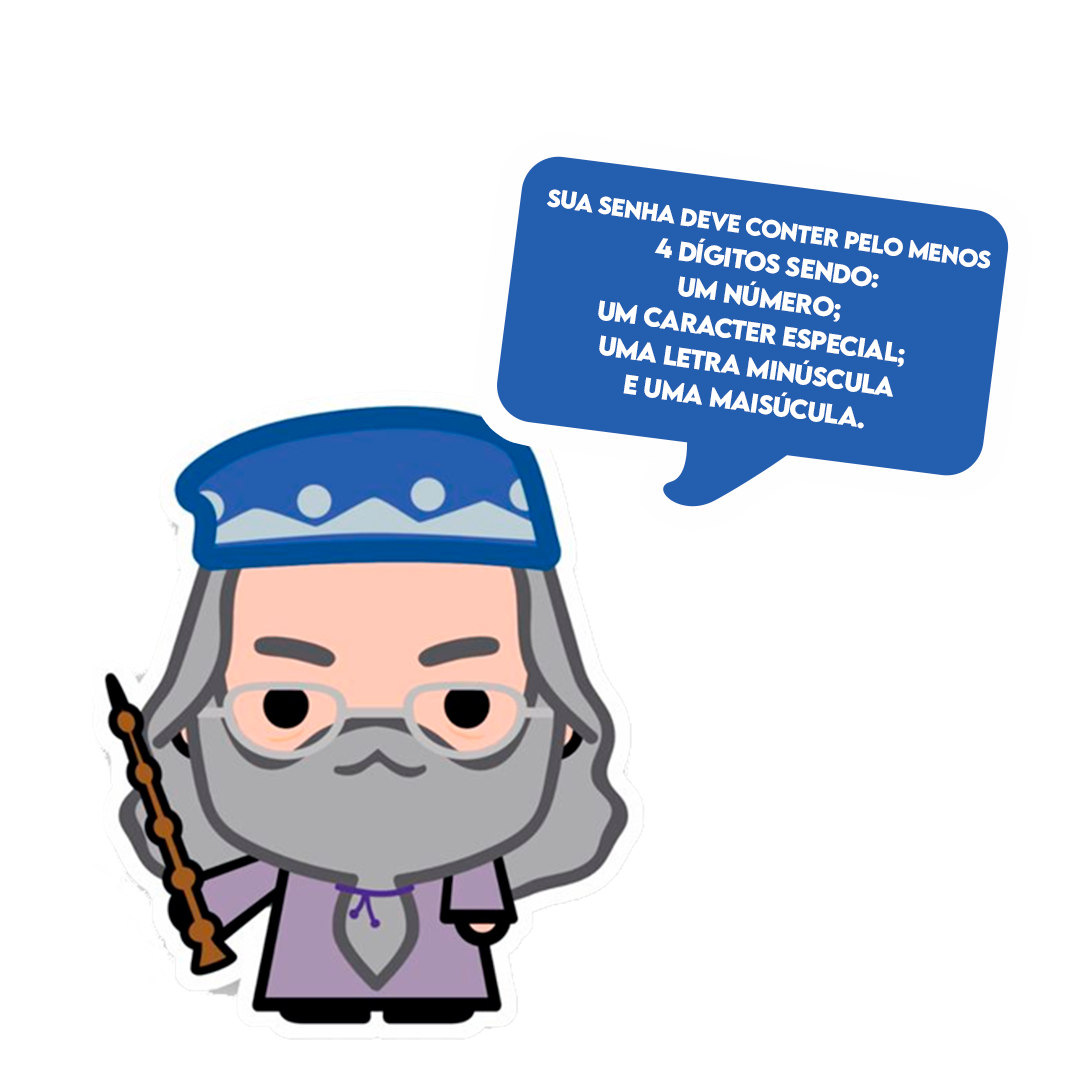 SUA SENHA DEVE CONTER PELO MENOS
4 DÍGITOS SENDO:
UM NÚMERO;
UM CARACTER ESPECIAL;
UMA LETRA MINÚSCULA
E UMA MAISÚCULA.